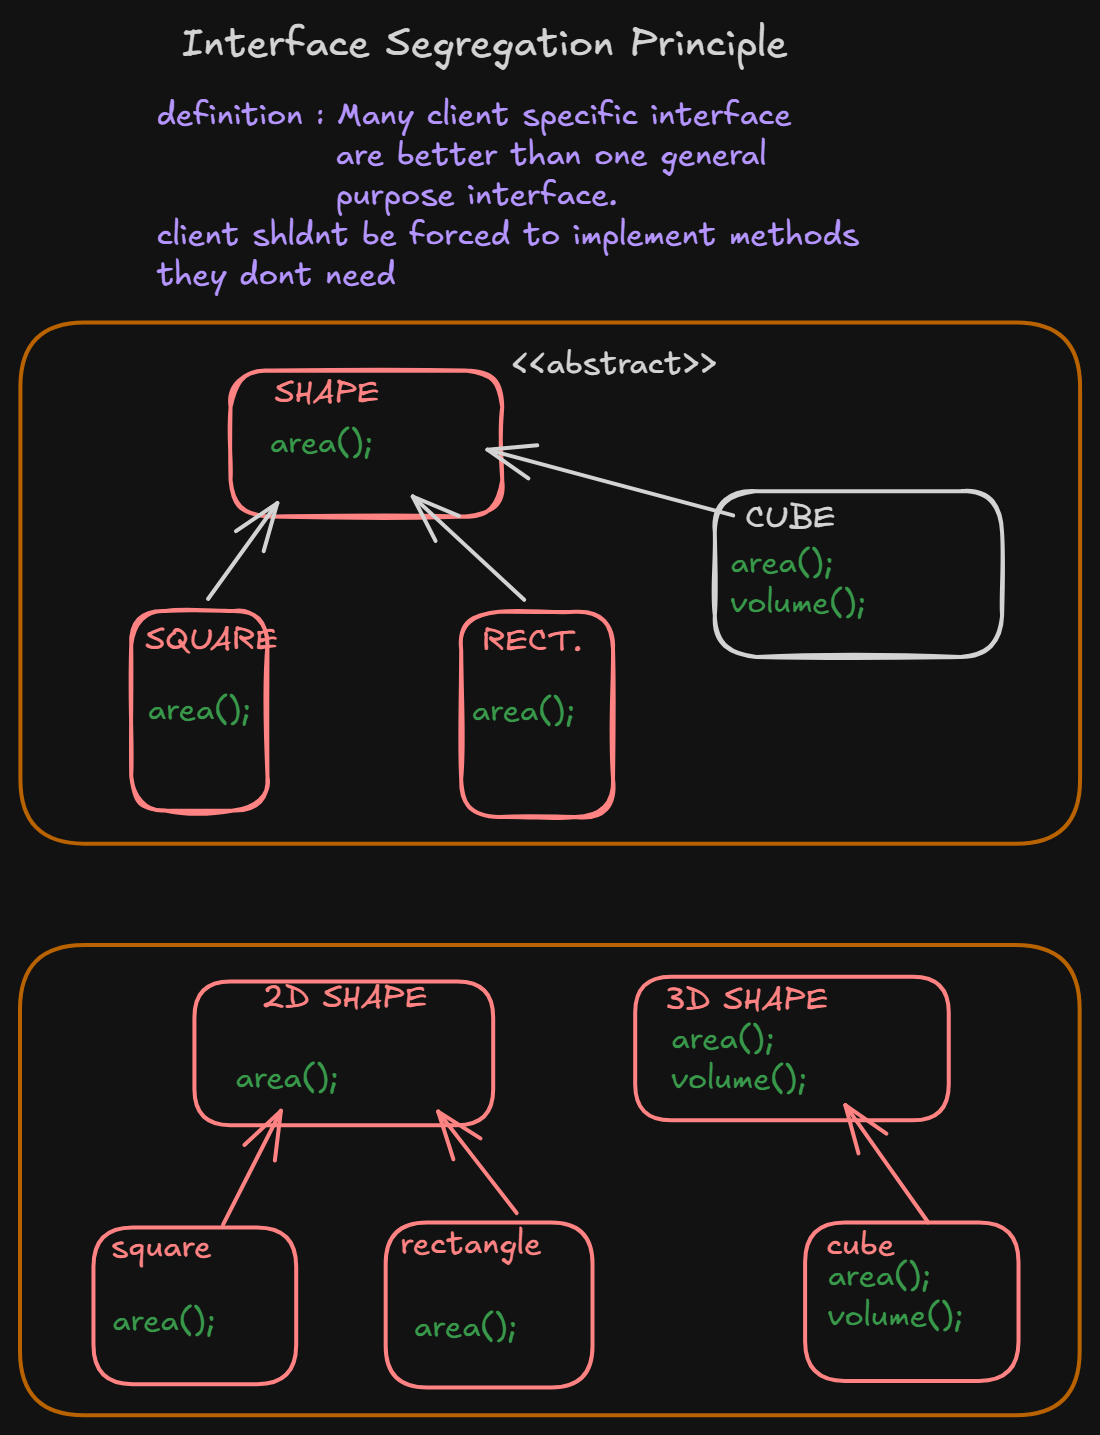 Interface Segregation Principle
definition : Many client specific interface
are better than one general
purpose interface.
client shldnt be forced to implement methods
they dont need
<<abstract>>
SHAPE
area();
CUBE
area();
volume();
SQUARE
area();
RECT.
area();
2D SHAPE
area();
3D SHAPE
area();
volume();
square
area();
rectangle
area();
cube
area();
volume();